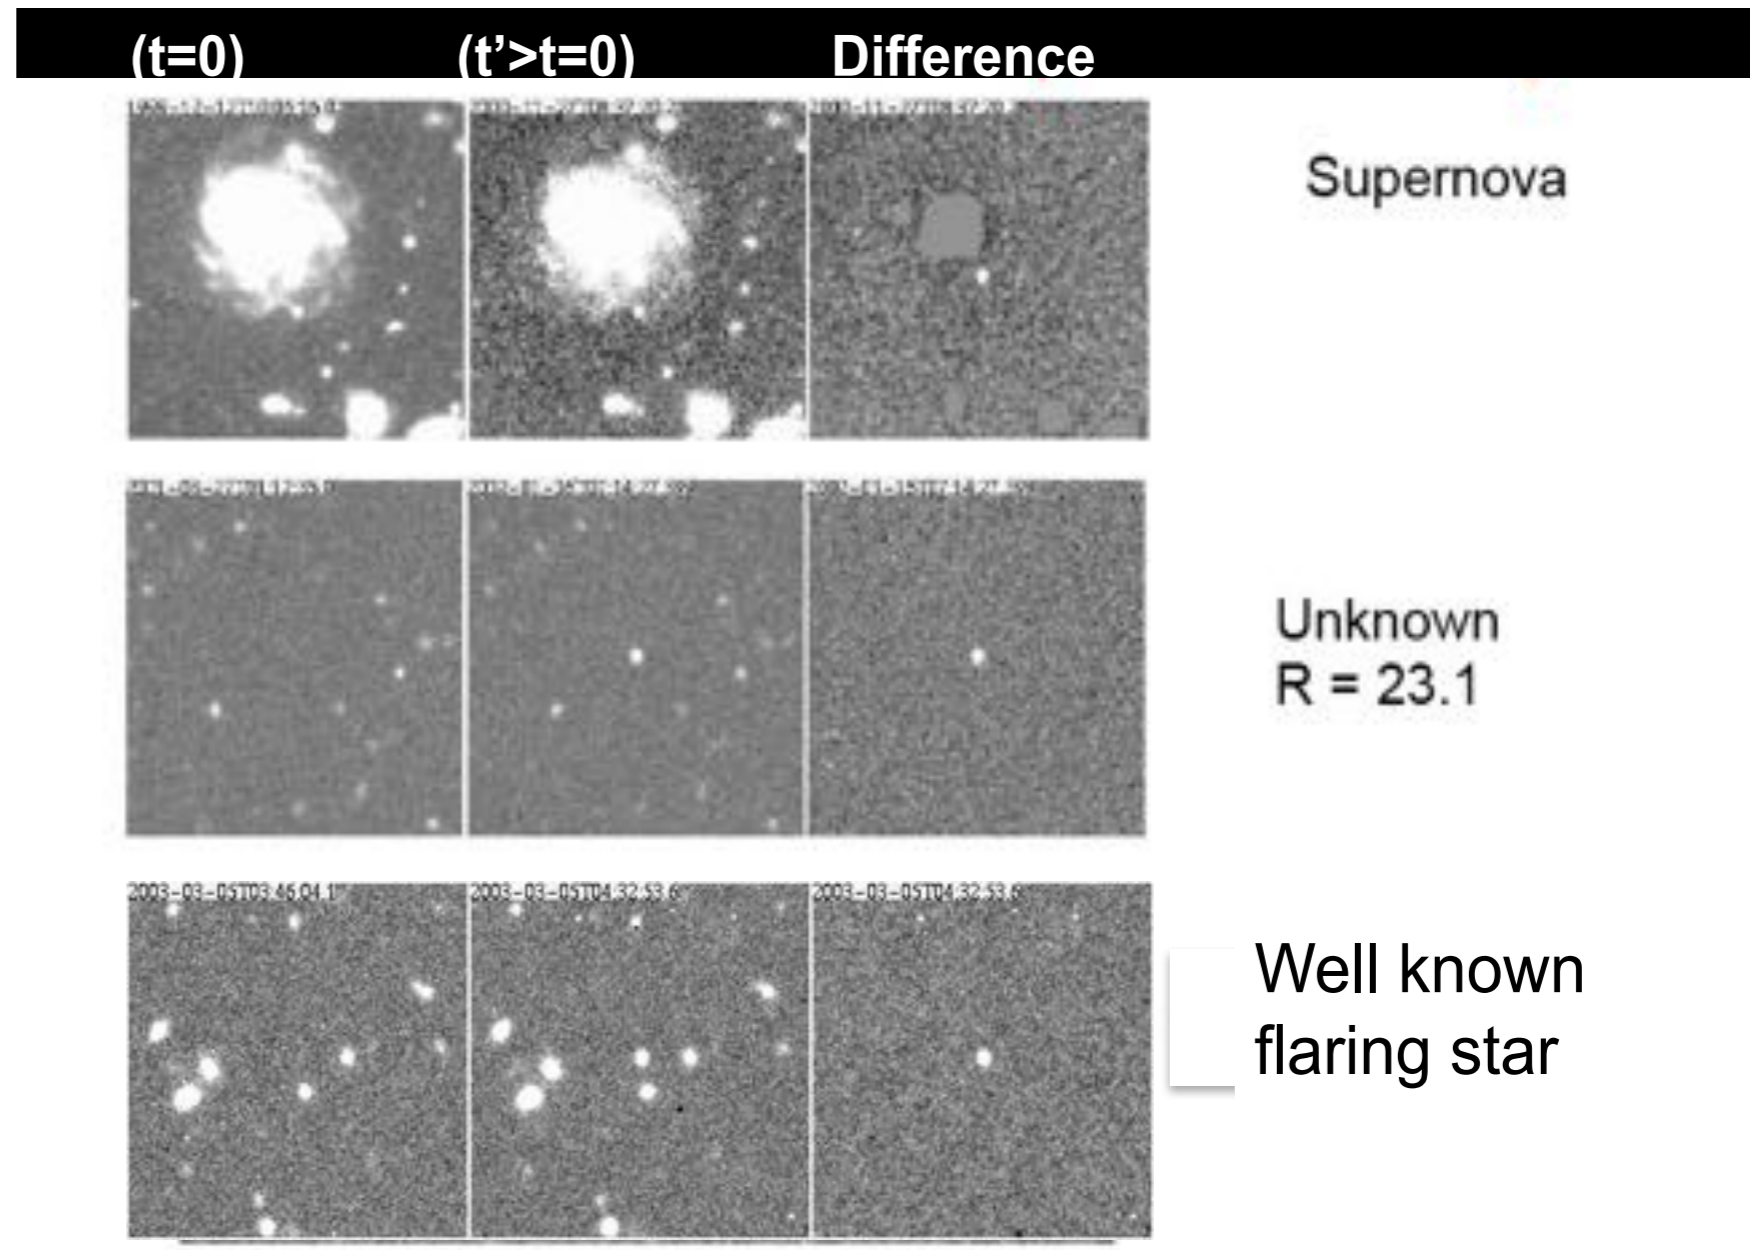 (t=0) (t’>t=0) Difference
Supernova
Unknown
R = 23.1
2003-03-05T03:46:04.1 2003-03-05T04:32:53.6 2003-03-05T04:32:53.6
Well known
flaring star